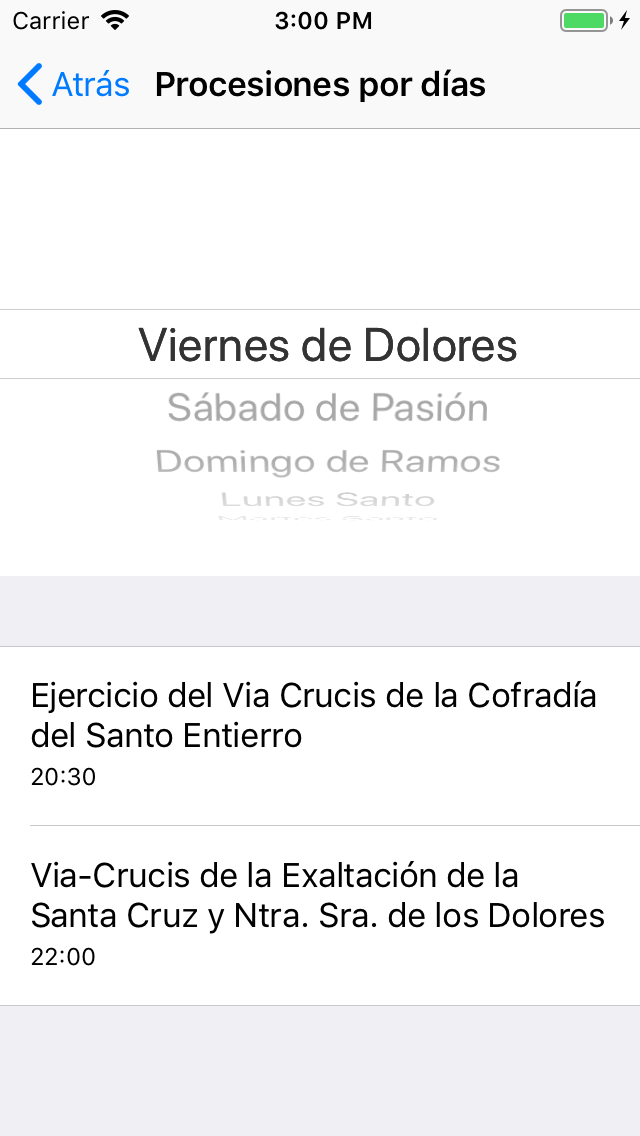 Carrier 3:00 PM
Atrás Procesiones por días
Viernes de Dolores
Sábado de Pasión
Domingo de Ramos
Lunes Santo
Ejercicio del Via Crucis de la Cofradía
del Santo Entierro
20:30
Via-Crucis de la Exaltación de la
Santa Cruz y Ntra. Sra. de los Dolores
22:00